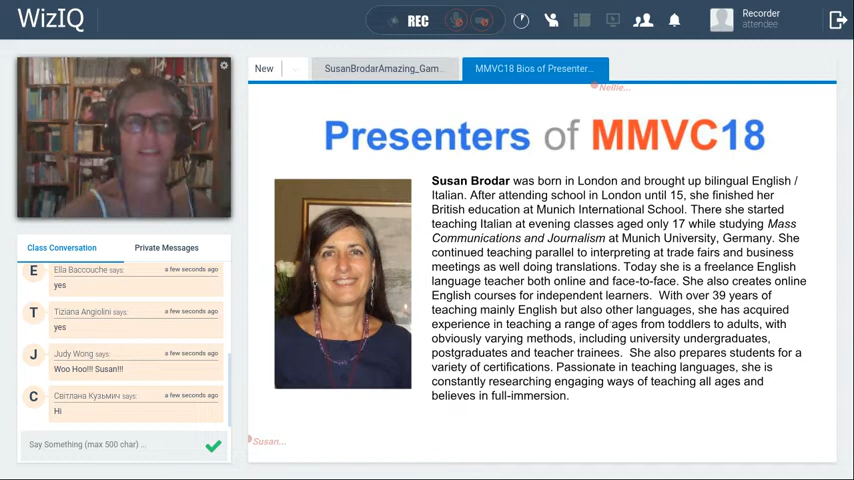 WizIQ
REC
Recorder
attendee
New
SusanBrodarAmazing_Gam..
MMVC18 Bios of Presenter...
Nellie...
Presenters of MMVC18
Susan Brodar was born in London and brought up bilingual English /
Italian. After attending school in London until 15, she finished her
British education at Munich International School. There she started
teaching Italian at evening classes aged only 17 while studying Mass
Communications and Journalism at Munich University, Germany. She
continued teaching parallel to interpreting at trade fairs and business
meetings as well doing translations. Today she is a freelance English
language teacher both online and face-to-face. She also creates online
English courses for independent learners. With over 39 years of
teaching mainly English but also other languages, she has acquired
experience in teaching a range of ages from toddlers to adults, with
obviously varying methods, including university undergraduates,
postgraduates and teacher trainees. She also prepares students for a
variety of certifications. Passionate in teaching languages, she is
constantly researching engaging ways of teaching all ages and
believes in full-immersion.
Susan...
Class Conversation
Private Messages
E
Ella Baccouche says:
a few seconds ago
yes
T
Tiziana Angiolini says:
a few seconds ago
yes
J
Judy Wong says:
a few seconds ago
Woo Hoo!!! Susan!!!
С
Світлана Кузьмич says:
a few seconds ago
Hi
Say Something (max 500 char) ...